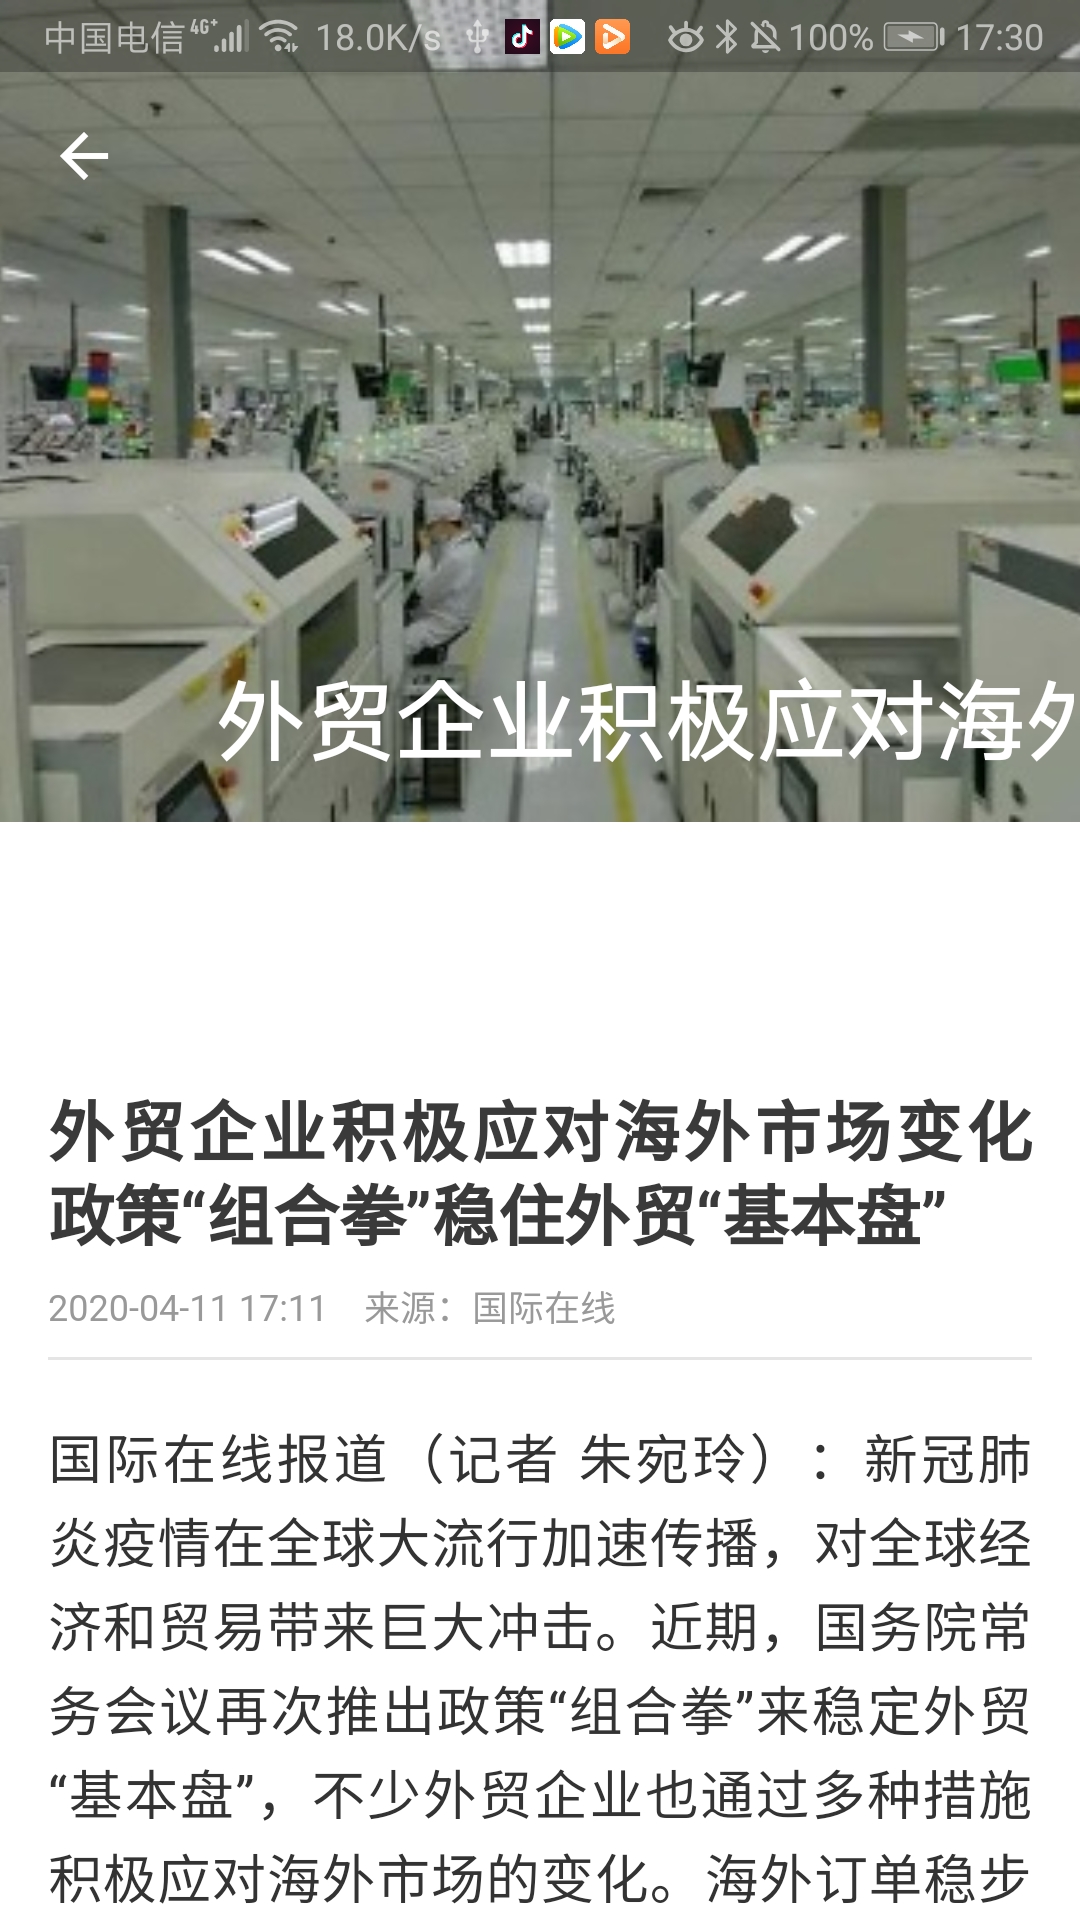 中国电信 4G+ 18.0K/s 100% 17:30
外贸企业积极应对海外
外贸企业积极应对海外市场变化
政策“组合拳”稳住外贸“基本盘”
2020-04-11 17:11 来源：国际在线
国际在线报道（记者 朱宛玲）：新冠肺
炎疫情在全球大流行加速传播，对全球经
济和贸易带来巨大冲击。近期，国务院常
务会议再次推出政策“组合拳”来稳定外贸
“基本盘”，不少外贸企业也通过多种措施
积极应对海外市场的变化。海外订单稳步